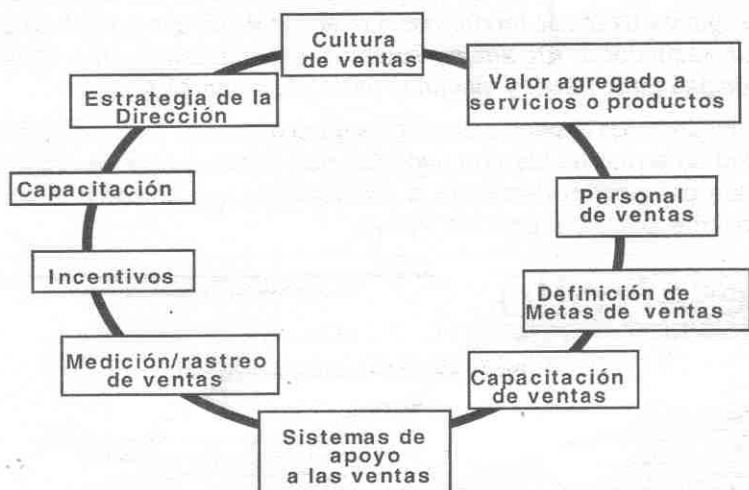 Cultura
de ventas
Valor agregado a
servicios o productos
Personal
de ventas
Definición de
Metas de ventas
Capacitación
de ventas
Sistemas de
apoyo
a las ventas
Medición/rastreo
de ventas
Incentivos
Capacitación
Estrategia de la
Dirección